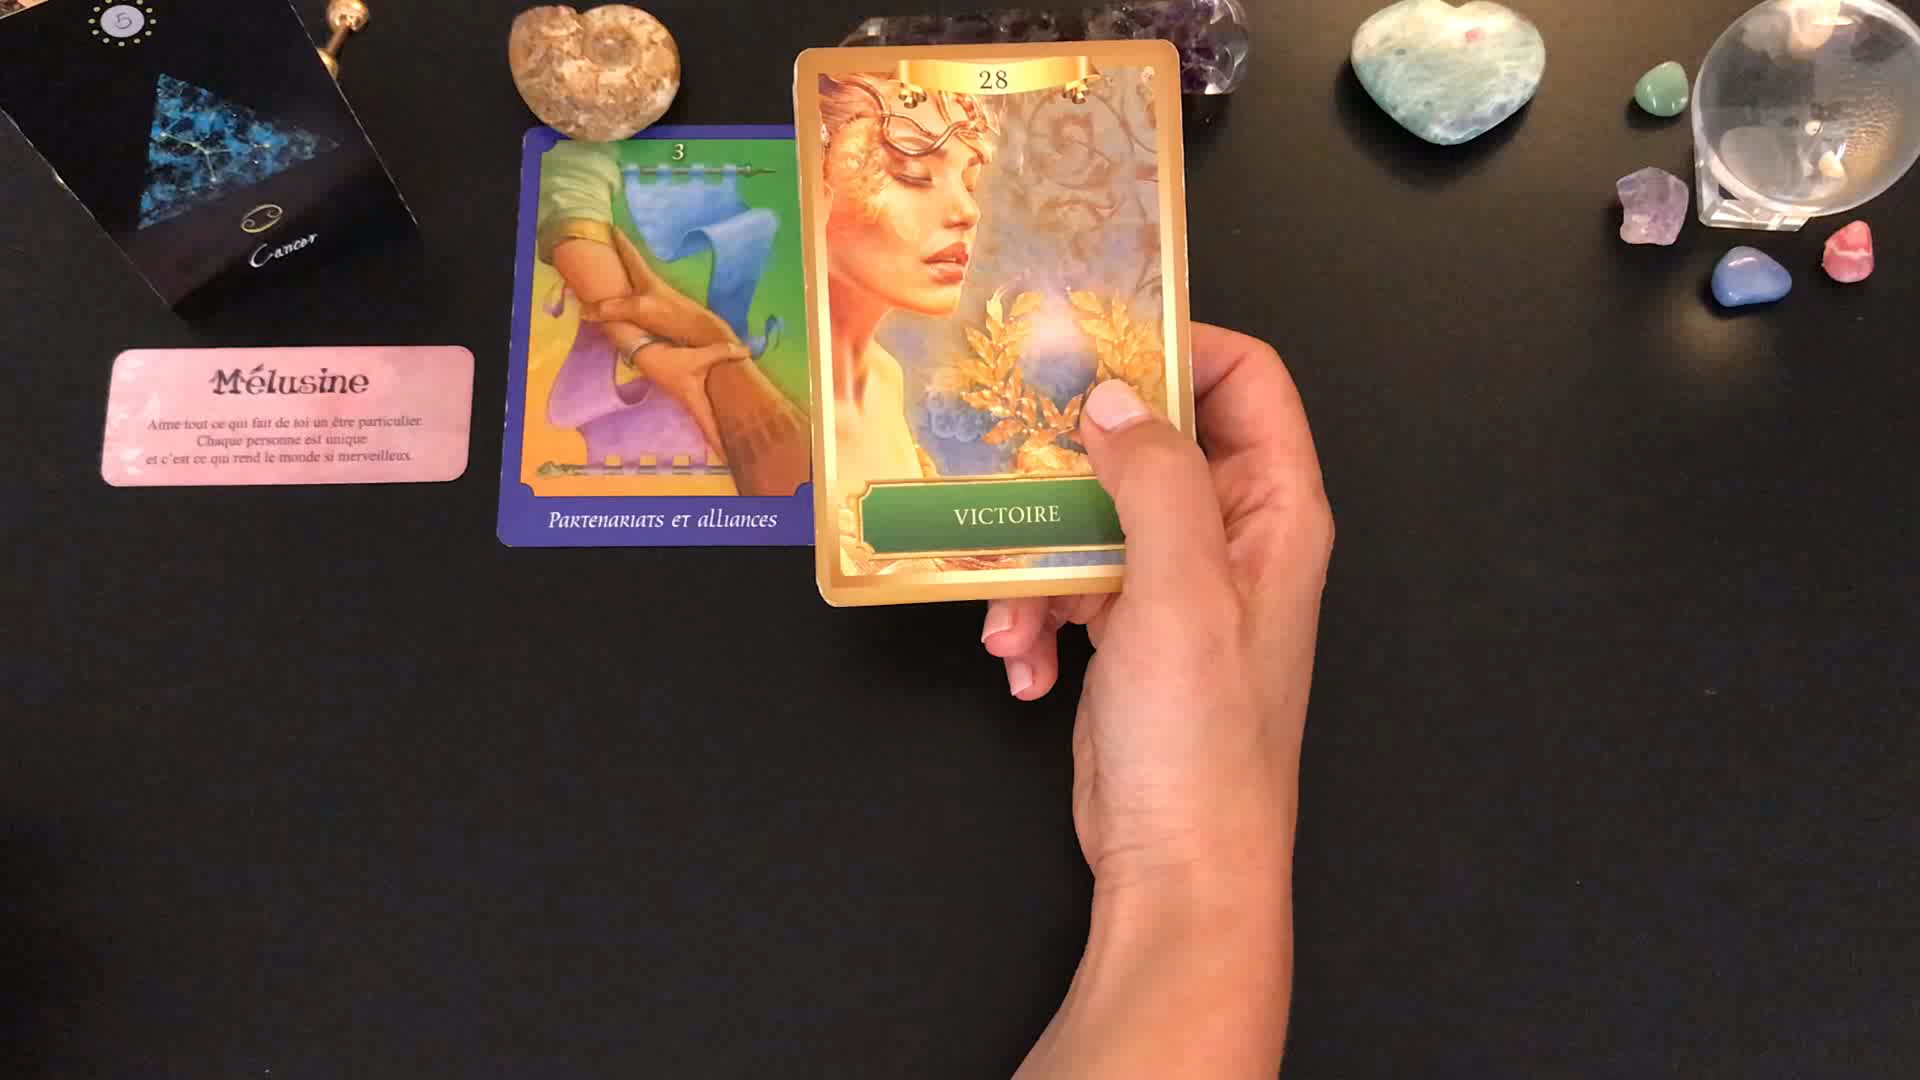 5
Cancer
Mélusine
Aime tout ce qui fait de toi un être particulier.
Chaque personne est unique
et c'est ce qui rend le monde si merveilleux.
3
Partenariats et alliances
28
VICTOIRE